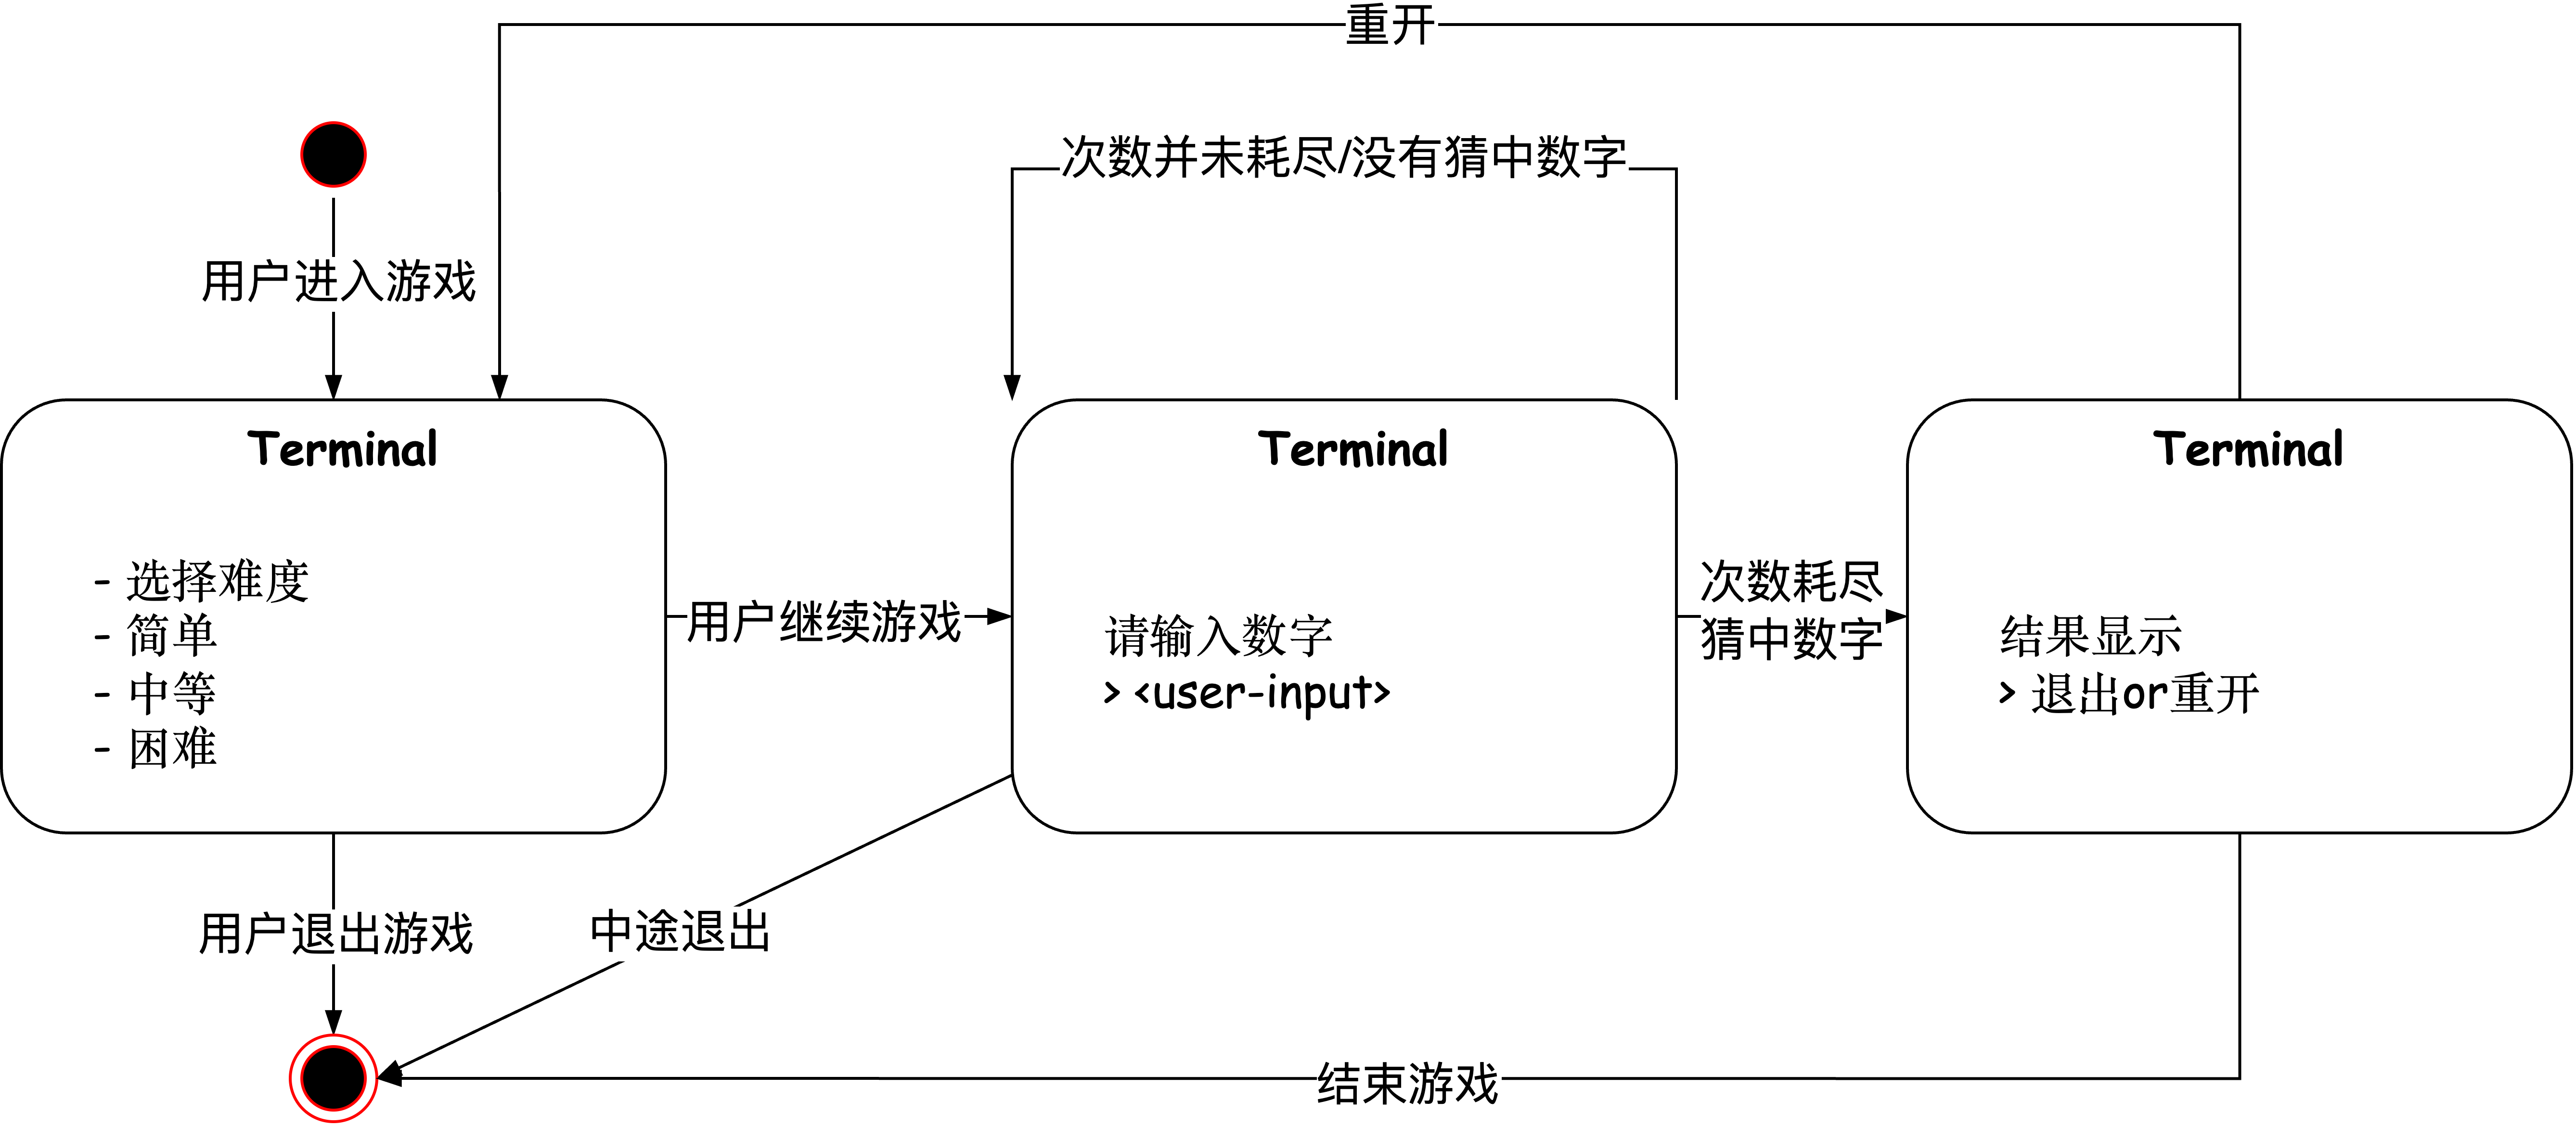 重开
次数并未耗尽/没有猜中数字
用户进入游戏
Terminal
- 选择难度
- 简单
- 中等
- 困难
用户继续游戏
Terminal
请输入数字
> <user-input>
次数耗尽
猜中数字
Terminal
结果显示
> 退出or重开
用户退出游戏
中途退出
结束游戏